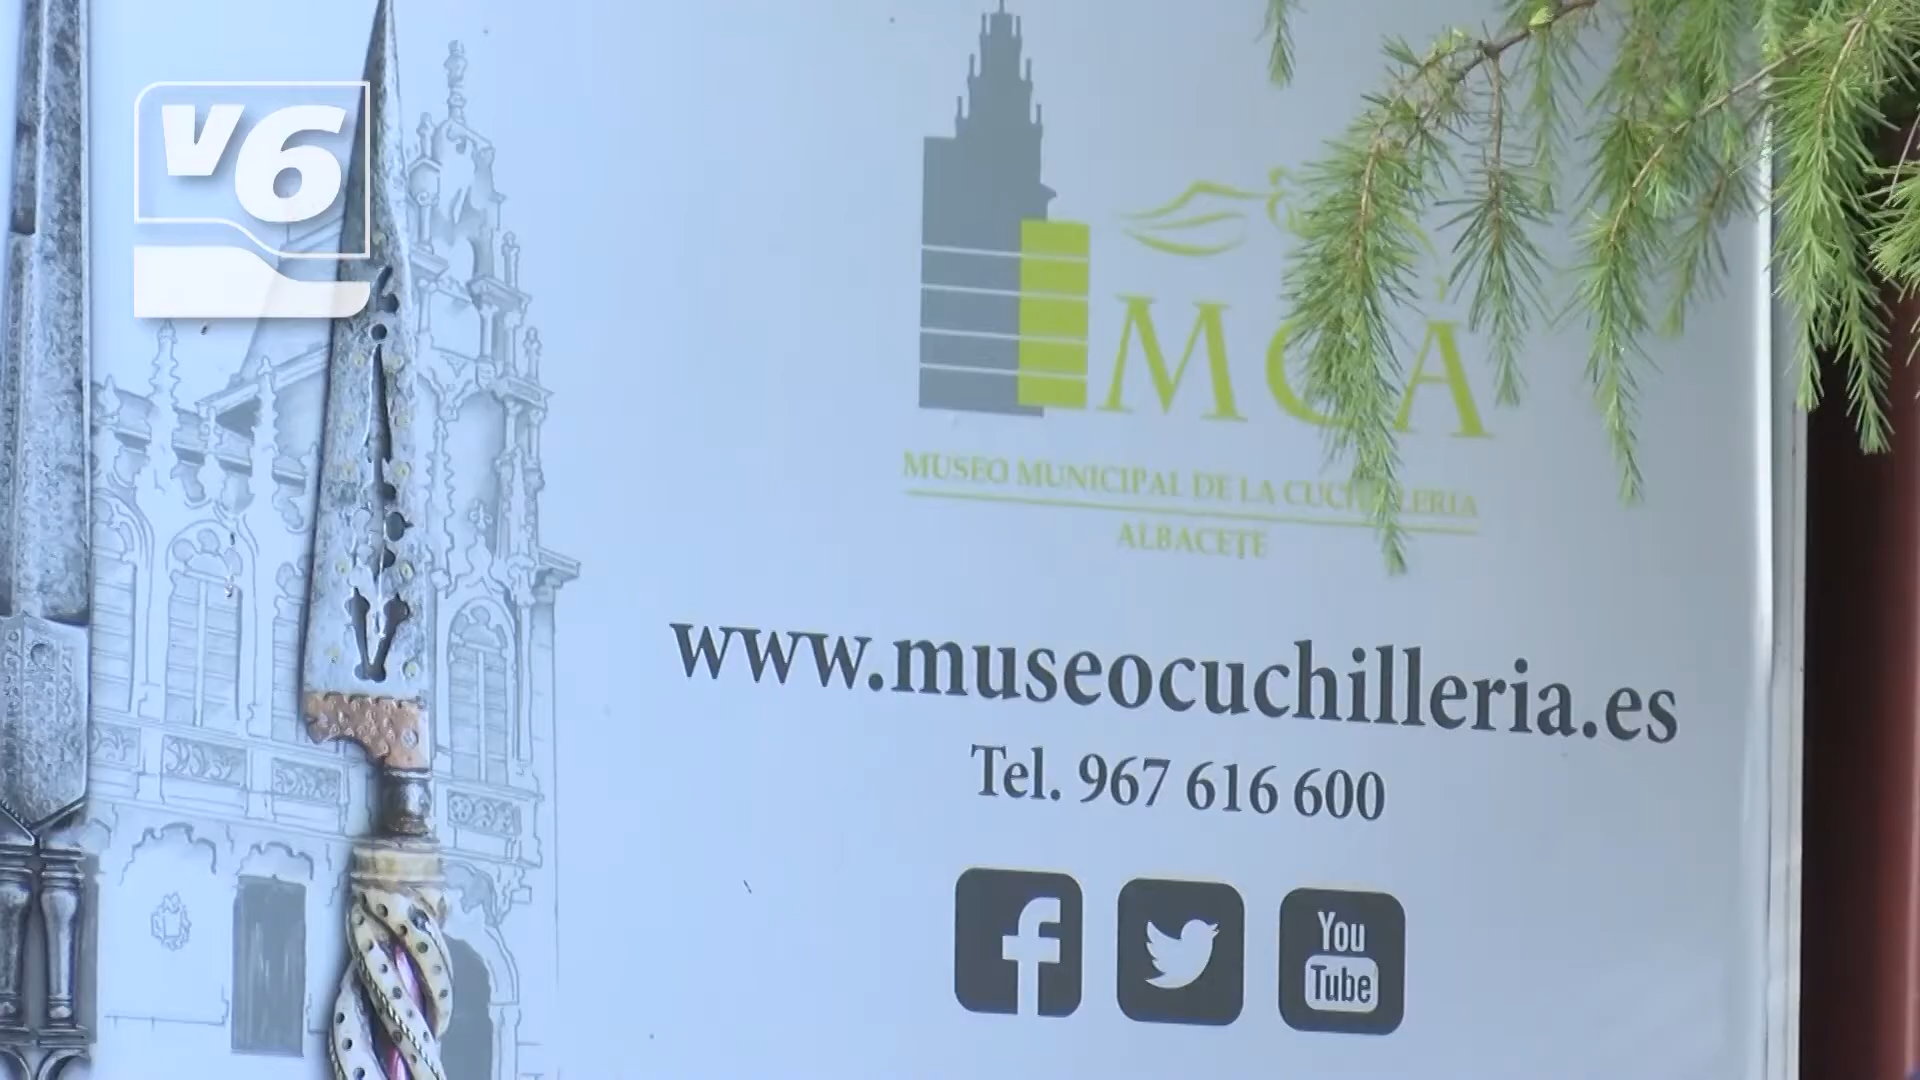 V6
MCA
MUSEO MUNICIPAL DE LA CUCHILLERIA
ALBACETE
www.museocuchilleria.es
Tel. 967 616 600
You
Tube